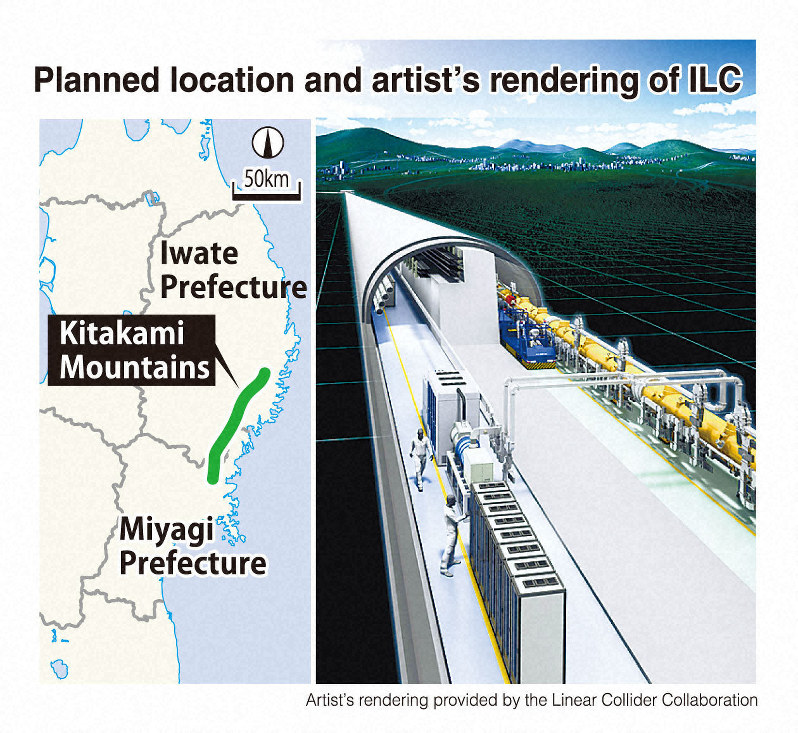 Planned location and artist's rendering of ILC
50km
Iwate
Prefecture
Kitakami
Mountains
Miyagi
Prefecture
Artist's rendering provided by the Linear Collider Collaboration